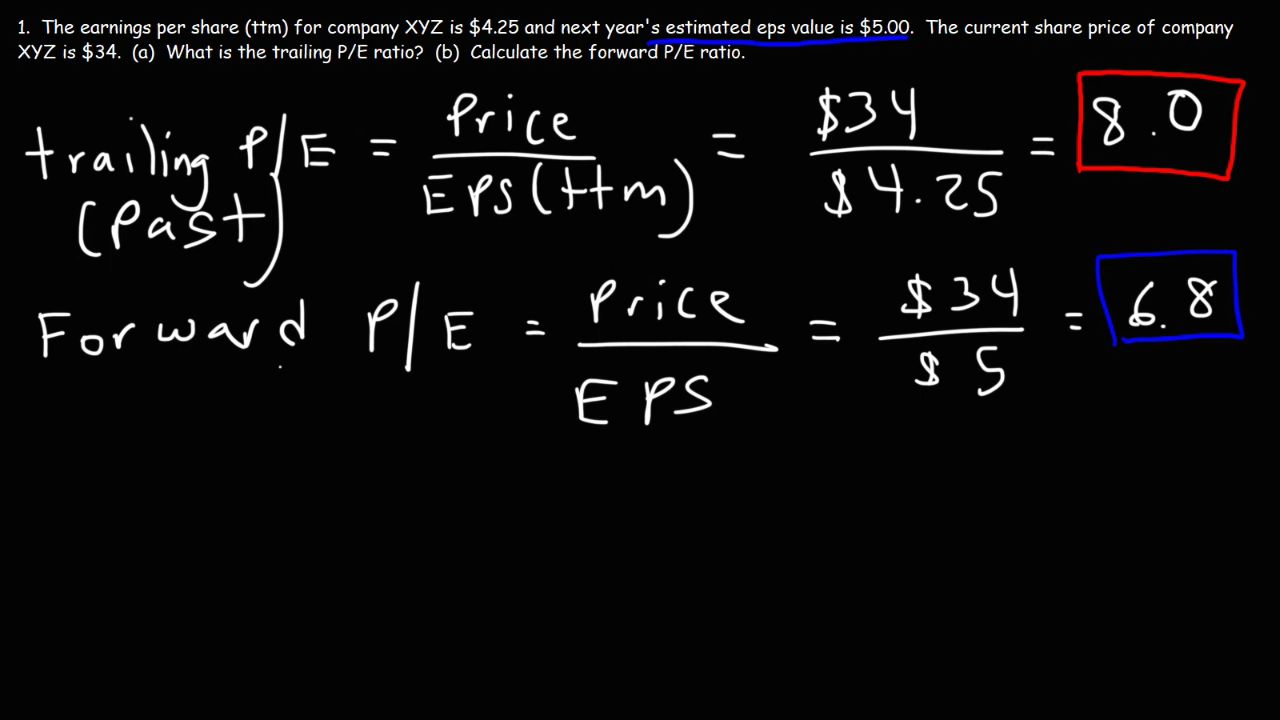 1. The earnings per share (ttm) for company XYZ is $4.25 and next year's estimated eps value is $5.00. The current share price of company
XYZ is $34. (a) What is the trailing P/E ratio? (b) Calculate the forward P/E ratio.
trailing P/E = Price / EPS(ttm) = $34 / $4.25 = 8.0
(Past)
Forward P/E = Price / EPS = $34 / $5 = 6.8